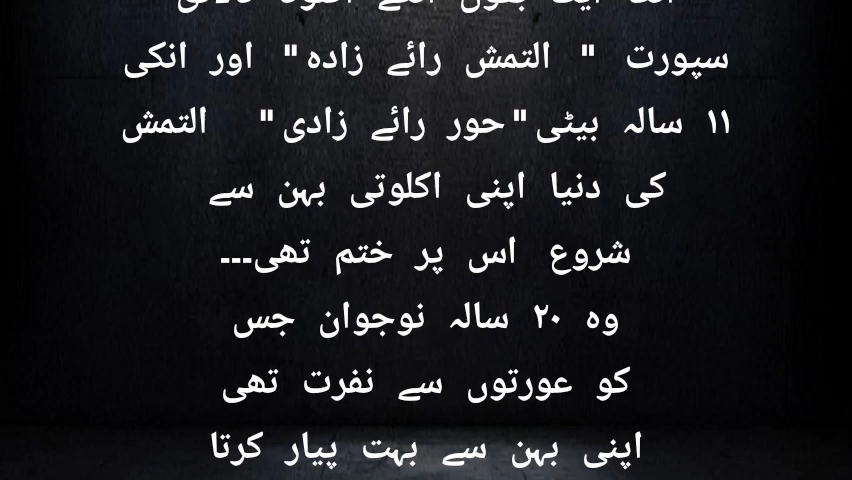 سپورت " التمش رائے زادہ" اور انکی
۱۱ سالہ بیٹی "حور رائے زادی" التمش
کی دنیا اپنی اکلوتی بہن سے
شروع اس پر ختم تھی---
وہ ۲۰ سالہ نوجوان جس
کو عورتوں سے نفرت تھی
اپنی بہن سے بہت پیار کرتا